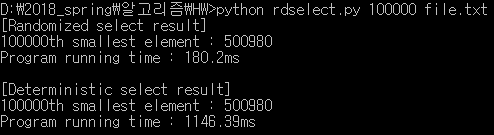 D:₩2018_spring₩알고리즘₩HW>python rdselect.py 100000 file.txt
[Randomized select result]
100000th smallest element : 500980
Program running time : 180.2ms
[Deterministic select result]
100000th smallest element : 500980
Program running time : 1146.39ms